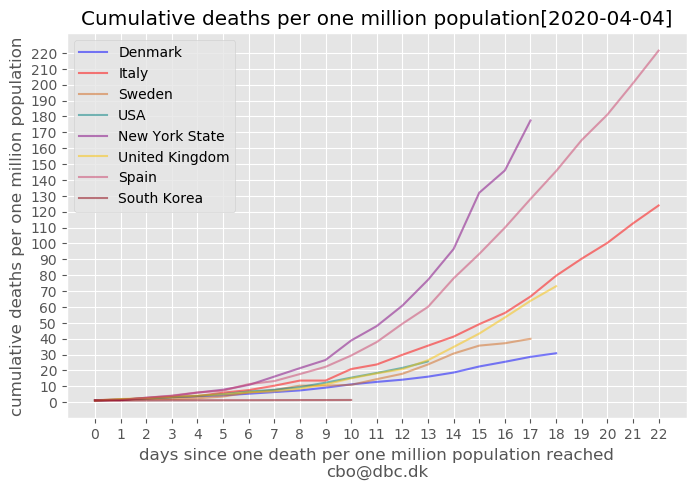 Cumulative deaths per one million population[2020-04-04]
cumulative deaths per one million population
220
210
200
190
180
170
160
150
140
130
120
110
100
90
80
70
60
50
40
30
20
10
0
Denmark
Italy
Sweden
USA
New York State
United Kingdom
Spain
South Korea
0 1 2 3 4 5 6 7 8 9 10 11 12 13 14 15 16 17 18 19 20 21 22
days since one death per one million population reached
cbo@dbc.dk